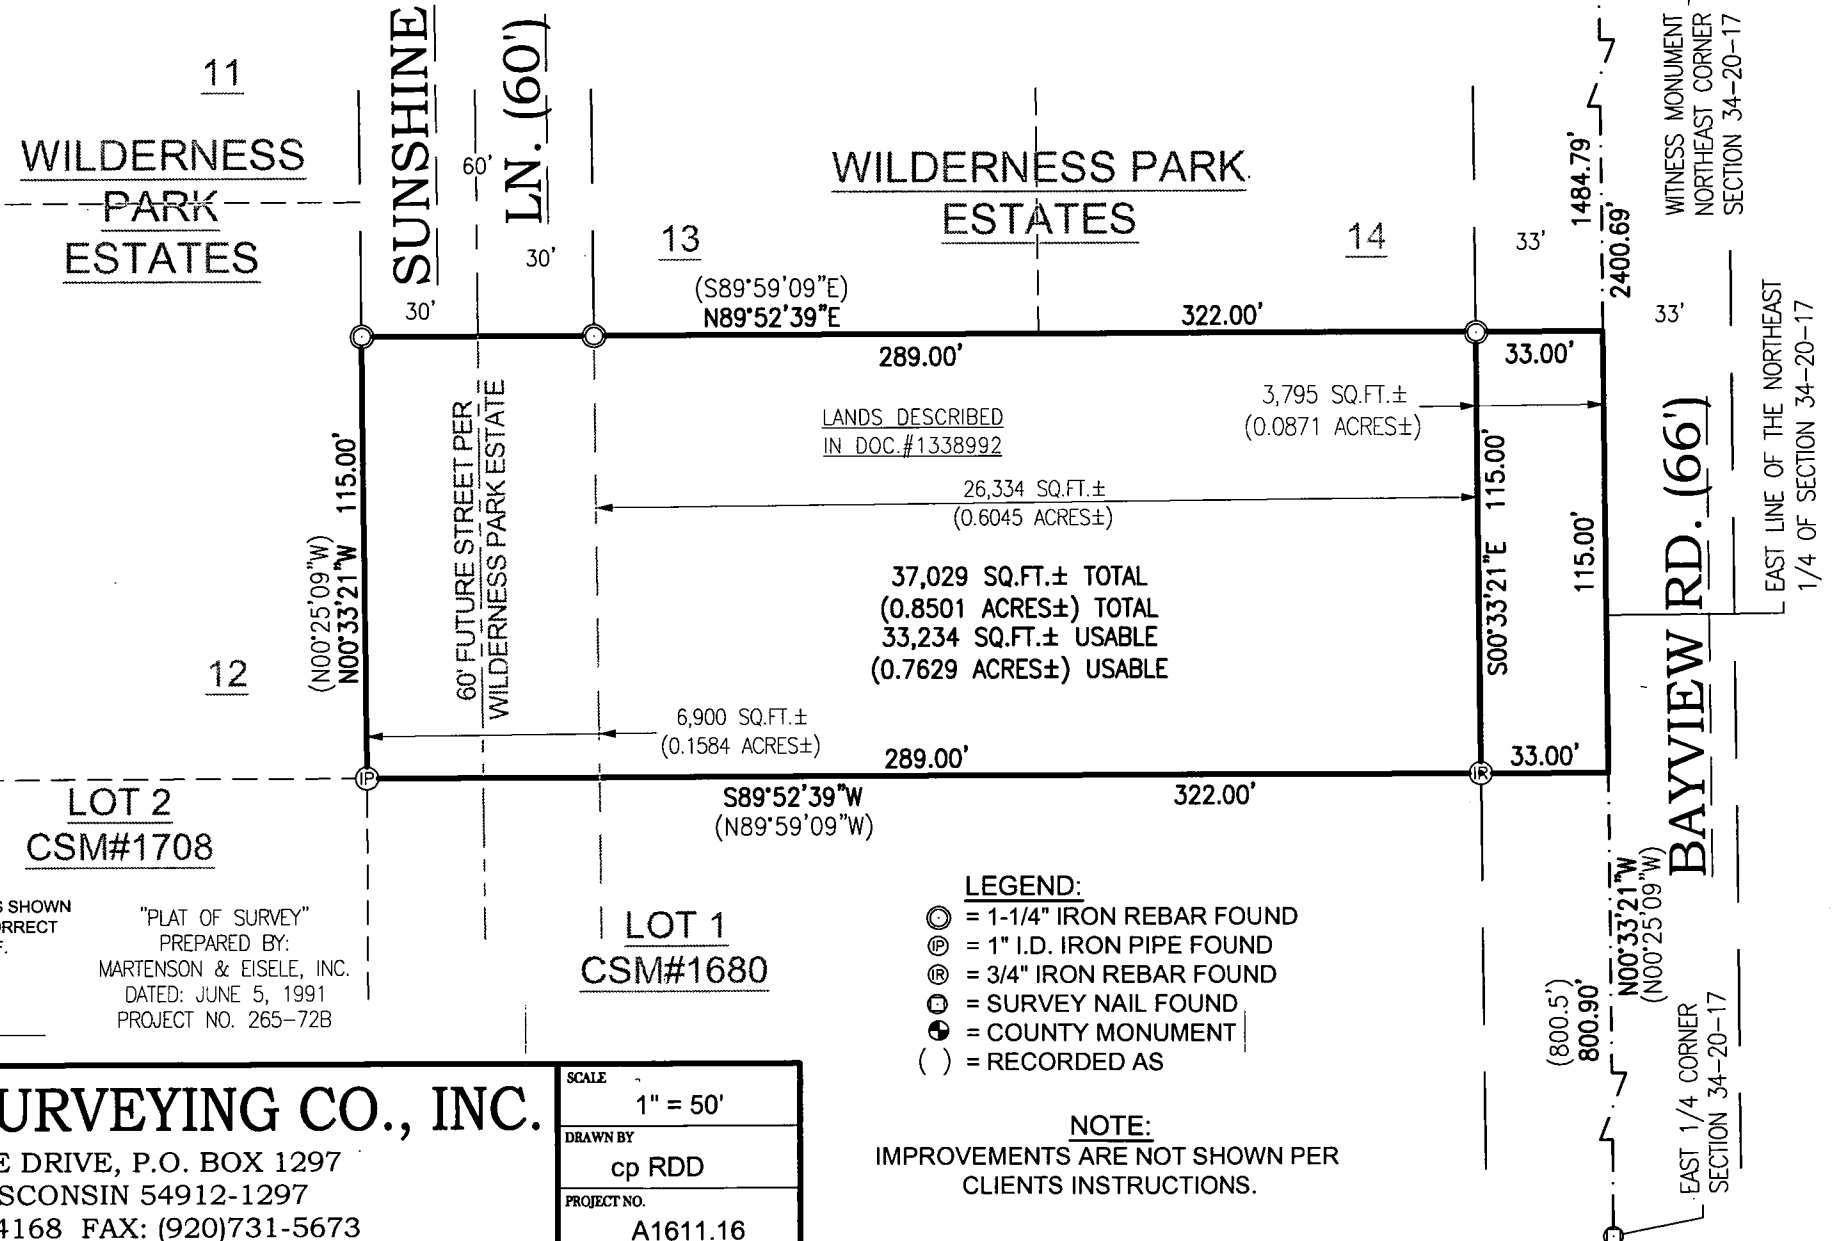 11
WILDERNESS
PARK
ESTATES
SUNSHINE
LN. (60')
60'
30'
30'
WILDERNESS PARK
ESTATES
13
14
33'
33'
1484.79'
2400.69'
WITNESS MONUMENT
NORTHEAST CORNER
SECTION 34-20-17
EAST LINE OF THE NORTHEAST
1/4 OF SECTION 34-20-17
(S89°59'09"E)
N89°52'39"E
322.00'
289.00'
33.00'
115.00'
(N00°25'09"W)
N00°33'21"W
60' FUTURE STREET PER
WILDERNESS PARK ESTATE
LANDS DESCRIBED
IN DOC.#1338992
3,795 SQ.FT.±
(0.0871 ACRES±)
26,334 SQ.FT.±
(0.6045 ACRES±)
37,029 SQ.FT.± TOTAL
(0.8501 ACRES±) TOTAL
33,234 SQ.FT.± USABLE
(0.7629 ACRES±) USABLE
S00°33'21"E 115.00'
115.00'
BAYVIEW RD. (66')
12
6,900 SQ.FT.±
(0.1584 ACRES±)
289.00'
33.00'
IP
IR
S89°52'39"W
(N89°59'09"W)
322.00'
LOT 2
CSM#1708
S SHOWN
ORRECT
F.
"PLAT OF SURVEY"
PREPARED BY:
MARTENSON & EISELE, INC.
DATED: JUNE 5, 1991
PROJECT NO. 265-72B
LOT 1
CSM#1680
LEGEND:
= 1-1/4" IRON REBAR FOUND
IP = 1" I.D. IRON PIPE FOUND
IR = 3/4" IRON REBAR FOUND
= SURVEY NAIL FOUND
= COUNTY MONUMENT
( ) = RECORDED AS
NOTE:
IMPROVEMENTS ARE NOT SHOWN PER
CLIENTS INSTRUCTIONS.
N00°33'21"W
(N00°25'09"W)
(800.5')
800.90'
EAST 1/4 CORNER
SECTION 34-20-17
URVEYING CO., INC.
E DRIVE, P.O. BOX 1297
SCONSIN 54912-1297
4168 FAX: (920)731-5673
SCALE
1" = 50'
DRAWN BY
cp RDD
PROJECT NO.
A1611.16